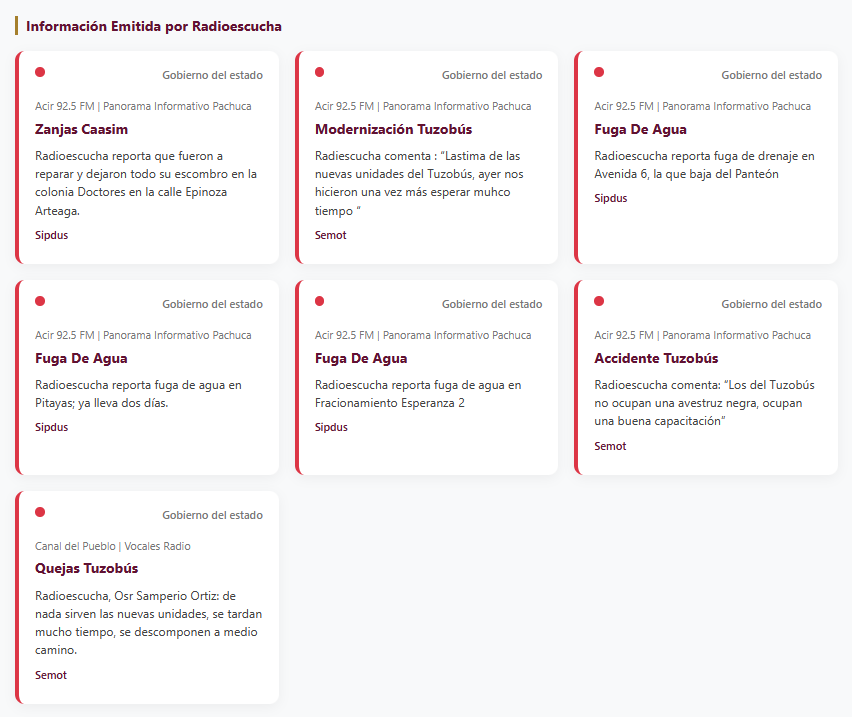 Información Emitida por Radioescucha
Gobierno del estado
Acir 92.5 FM | Panorama Informativo Pachuca
Zanjas Caasim
Radioescucha reporta que fueron a
reparar y dejaron todo su escombro en la
colonia Doctores en la calle Epinoza
Arteaga.
Sipdus
Gobierno del estado
Acir 92.5 FM | Panorama Informativo Pachuca
Modernización Tuzobús
Radiescucha comenta : “Lastima de las
nuevas unidades del Tuzobús, ayer nos
hicieron una vez más esperar muhco
tiempo “
Semot
Gobierno del estado
Acir 92.5 FM | Panorama Informativo Pachuca
Fuga De Agua
Radioescucha reporta fuga de drenaje en
Avenida 6, la que baja del Panteón
Sipdus
Gobierno del estado
Acir 92.5 FM | Panorama Informativo Pachuca
Fuga De Agua
Radioescucha reporta fuga de agua en
Pitayas; ya lleva dos días.
Sipdus
Gobierno del estado
Acir 92.5 FM | Panorama Informativo Pachuca
Fuga De Agua
Radioescucha reporta fuga de agua en
Fracionamiento Esperanza 2
Sipdus
Gobierno del estado
Acir 92.5 FM | Panorama Informativo Pachuca
Accidente Tuzobús
Radioescucha comenta: “Los del Tuzobús
no ocupan una avestruz negra, ocupan
una buena capacitación”
Semot
Gobierno del estado
Canal del Pueblo | Vocales Radio
Quejas Tuzobús
Radioescucha, Osr Samperio Ortiz: de
nada sirven las nuevas unidades, se tardan
mucho tiempo, se descomponen a medio
camino.
Semot